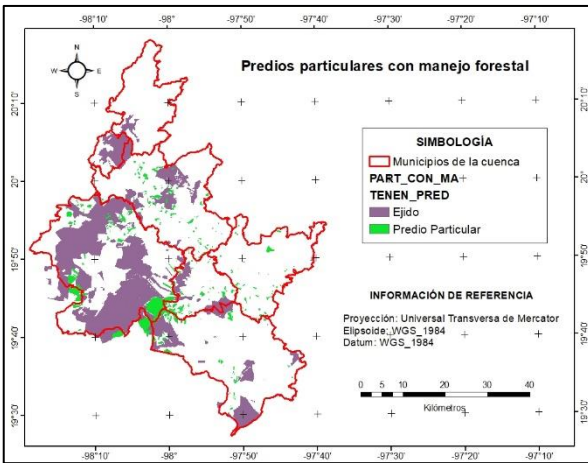 -98°10' -98° -97°50' -97°40' -97°30' -97°20' -97°10'
N
W E
S
Predios particulares con manejo forestal
20°10' 20°10'
SIMBOLOGÍA
Municipios de la cuenca
PART_CON_MA
TENEN_PRED
Ejido
Predio Particular
20° 20°
19°50' 19°50'
INFORMACIÓN DE REFERENCIA
Proyección: Universal Transversa de Mercator
Elipsoide: WGS_1984
Datum: WGS_1984
19°40' 19°40'
0 5 10 20 30 40
Kilómetros
19°30' 19°30'
-98°10' -98° -97°50' -97°40' -97°30' -97°20' -97°10'